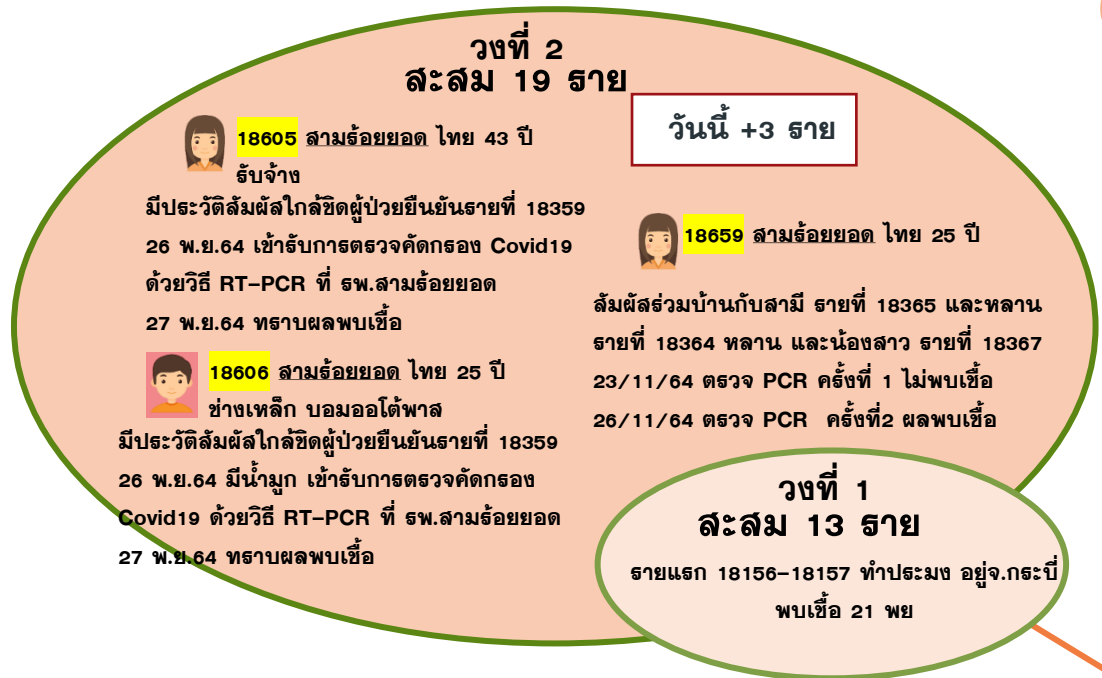 วงที่ 2
สะสม 19 ราย
วันนี้ +3 ราย
18605 สามร้อยยอด ไทย 43 ปี
รับจ้าง
มีประวัติสัมผัสใกล้ชิดผู้ป่วยยืนยันรายที่ 18359
26 พ.ย.64 เข้ารับการตรวจคัดกรอง Covid19
ด้วยวิธี RT-PCR ที่ รพ.สามร้อยยอด
27 พ.ย.64 ทราบผลพบเชื้อ
18606 สามร้อยยอด ไทย 25 ปี
ช่างเหล็ก บอมออโต้พาส
มีประวัติสัมผัสใกล้ชิดผู้ป่วยยืนยันรายที่ 18359
26 พ.ย.64 มีน้ำมูก เข้ารับการตรวจคัดกรอง
Covid19 ด้วยวิธี RT-PCR ที่ รพ.สามร้อยยอด
27 พ.ย.64 ทราบผลพบเชื้อ
18659 สามร้อยยอด ไทย 25 ปี
สัมผัสร่วมบ้านกับสามี รายที่ 18365 และหลาน
รายที่ 18364 หลาน และน้องสาว รายที่ 18367
23/11/64 ตรวจ PCR ครั้งที่ 1 ไม่พบเชื้อ
26/11/64 ตรวจ PCR ครั้งที่2 ผลพบเชื้อ
วงที่ 1
สะสม 13 ราย
รายแรก 18156-18157 ทำประมง อยู่จ.กระบี่
พบเชื้อ 21 พย